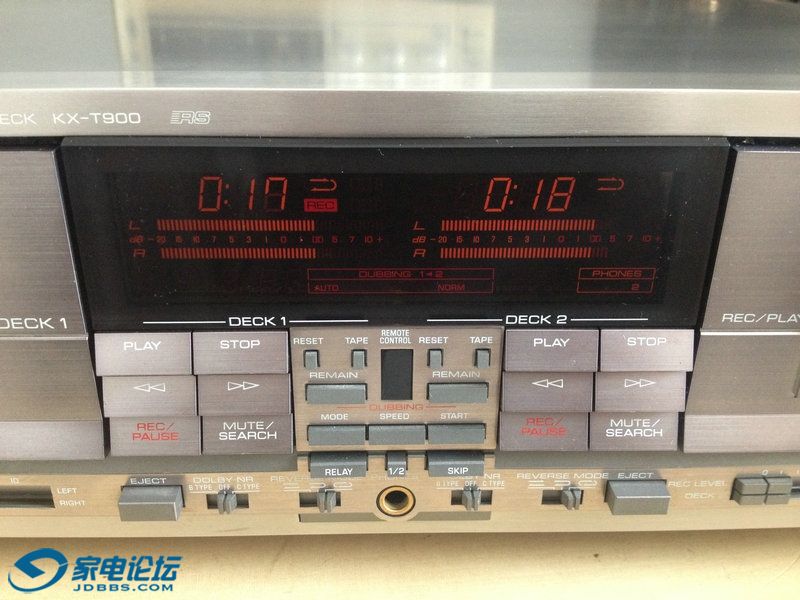 ECK KX-T900 RS
0:17 REC 0:18
L L
dB -20 15 10 7 5 3 1 0 1 5 7 10 + dB -20 15 10 7 5 3 1 0 1 5 7 10 +
R R
DUBBING 1◄2 PHONES
AUTO NORM 2
DECK 1 DECK 1 DECK 2 REC/PLAY
PLAY STOP RESET TAPE REMOTE CONTROL RESET TAPE PLAY STOP
REMAIN REMAIN
DUBBING
MODE SPEED START
REC/PAUSE MUTE/SEARCH REC/PAUSE MUTE/SEARCH
RELAY 1/2 SKIP
LEFT
RIGHT
EJECT DOLBY NR REVERSE MODE NR REVERSE MODE EJECT REC LEVEL
B TYPE OFF C TYPE B TYPE OFF C TYPE DECK 0 1
家电论坛
JDBBS.COM